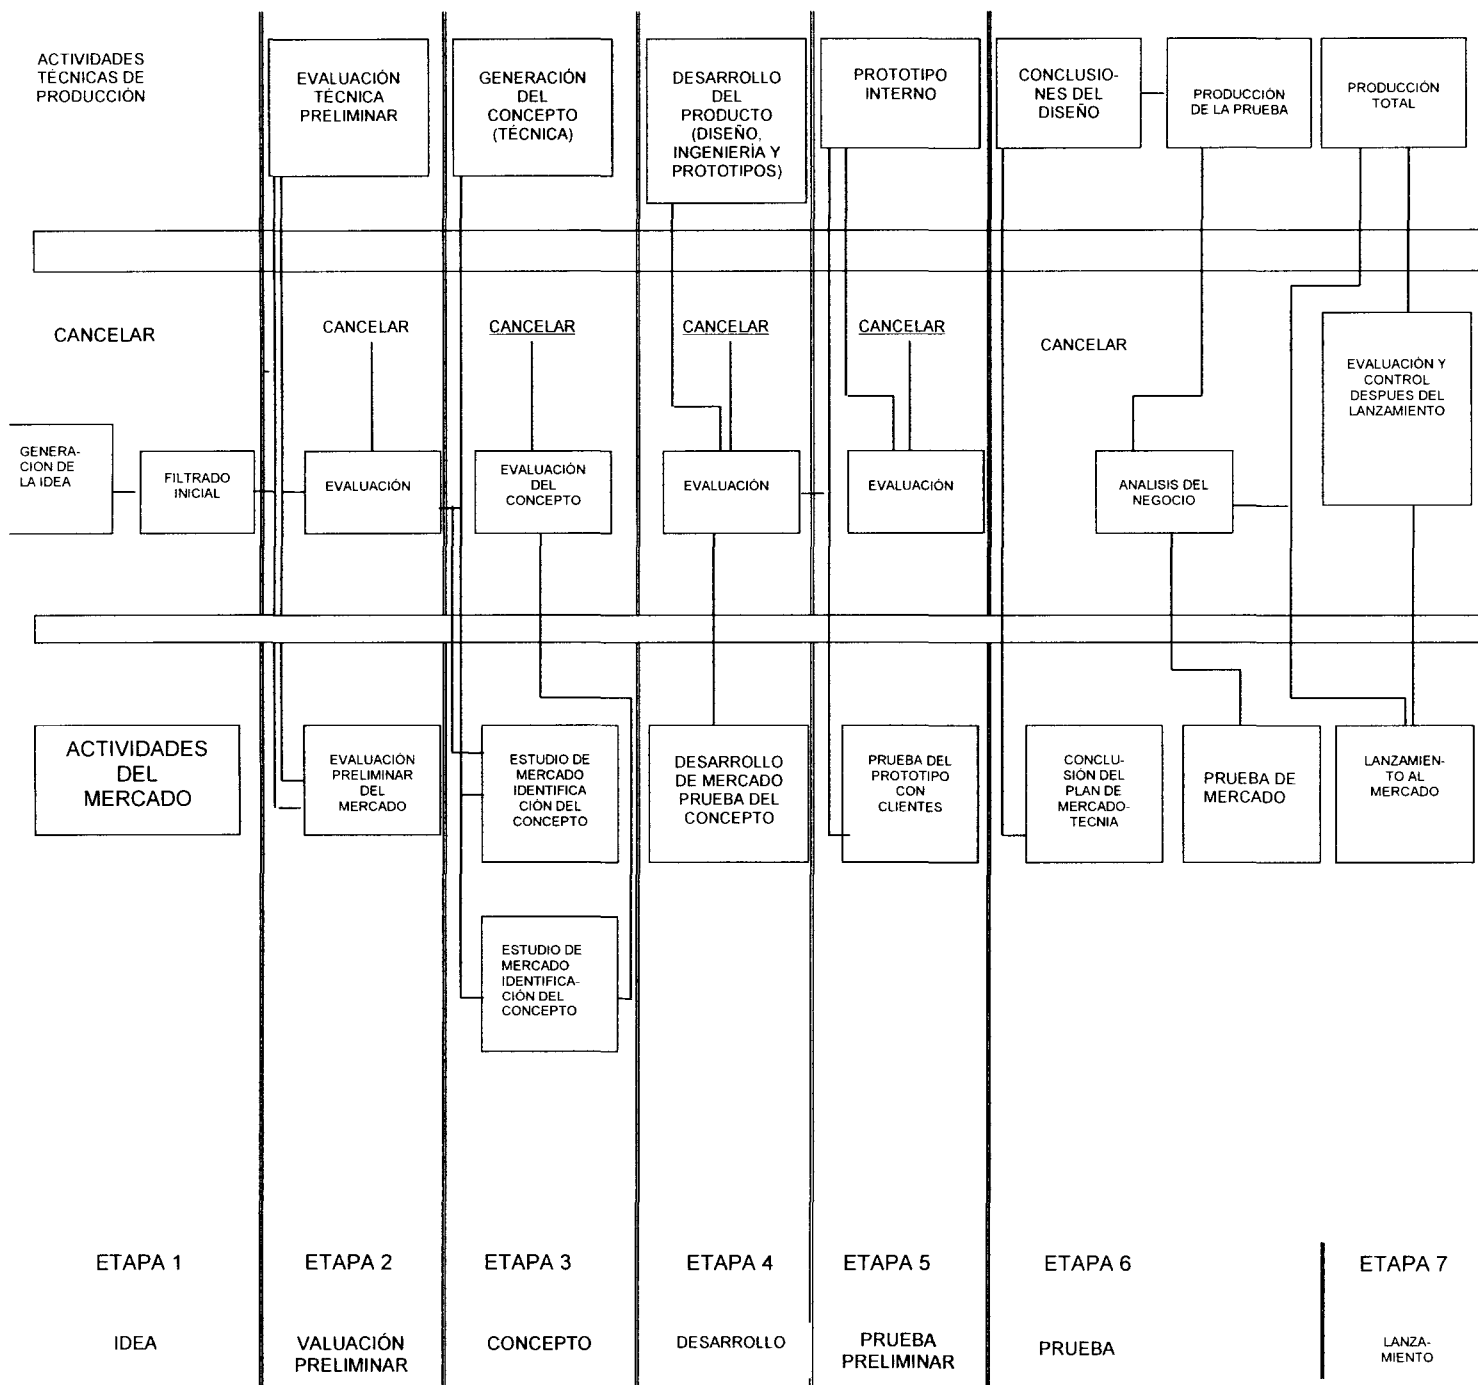 ACTIVIDADES
TÉCNICAS DE
PRODUCCIÓN
EVALUACIÓN
TÉCNICA
PRELIMINAR
GENERACIÓN
DEL
CONCEPTO
(TÉCNICA)
DESARROLLO
DEL
PRODUCTO
(DISEÑO,
INGENIERÍA Y
PROTOTIPOS)
PROTOTIPO
INTERNO
CONCLUSIO-
NES DEL
DISEÑO
PRODUCCIÓN
DE LA PRUEBA
PRODUCCIÓN
TOTAL
CANCELAR
CANCELAR
CANCELAR
CANCELAR
CANCELAR
CANCELAR
EVALUACIÓN Y
CONTROL
DESPUES DEL
LANZAMIENTO
GENERA-
CION DE
LA IDEA
FILTRADO
INICIAL
EVALUACIÓN
EVALUACIÓN
DEL
CONCEPTO
EVALUACIÓN
EVALUACIÓN
ANALISIS DEL
NEGOCIO
ACTIVIDADES
DEL
MERCADO
EVALUACIÓN
PRELIMINAR
DEL
MERCADO
ESTUDIO DE
MERCADO
IDENTIFICA
CIÓN DEL
CONCEPTO
DESARROLLO
DE MERCADO
PRUEBA DEL
CONCEPTO
PRUEBA DEL
PROTOTIPO
CON
CLIENTES
CONCLU-
SIÓN DEL
PLAN DE
MERCADO-
TECNIA
PRUEBA DE
MERCADO
LANZAMIEN-
TO AL
MERCADO
ESTUDIO DE
MERCADO
IDENTIFICA-
CIÓN DEL
CONCEPTO
ETAPA 1
ETAPA 2
ETAPA 3
ETAPA 4
ETAPA 5
ETAPA 6
ETAPA 7
IDEA
VALUACIÓN
PRELIMINAR
CONCEPTO
DESARROLLO
PRUEBA
PRELIMINAR
PRUEBA
LANZA-
MIENTO